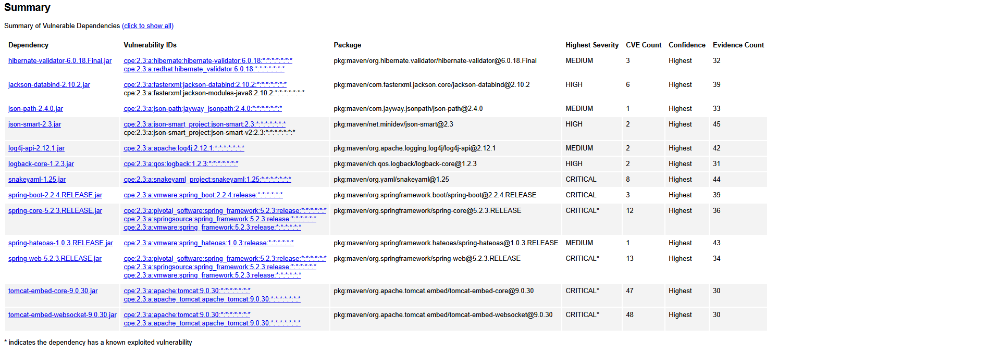 Summary
Summary of Vulnerable Dependencies (click to show all)
Dependency Vulnerability IDs Package Highest Severity CVE Count Confidence Evidence Count
hibernate-validator-6.0.18.Final.jar cpe:2.3:a:hibernate:hibernate-validator:6.0.18:*:*:*:*:*:*:* pkg:maven/org.hibernate.validator/hibernate-validator@6.0.18.Final MEDIUM 3 Highest 32
cpe:2.3:a:redhat:hibernate_validator:6.0.18:*:*:*:*:*:*:*
jackson-databind-2.10.2.jar cpe:2.3:a:fasterxml:jackson-databind:2.10.2:*:*:*:*:*:*:* pkg:maven/com.fasterxml.jackson.core/jackson-databind@2.10.2 HIGH 6 Highest 39
cpe:2.3:a:fasterxml:jackson-modules-java8:2.10.2:*:*:*:*:*:*:*
json-path-2.4.0.jar cpe:2.3:a:json-path:jayway_jsonpath:2.4.0:*:*:*:*:*:*:* pkg:maven/com.jayway.jsonpath/json-path@2.4.0 MEDIUM 1 Highest 33
json-smart-2.3.jar cpe:2.3:a:json-smart_project:json-smart:2.3:*:*:*:*:*:*:* pkg:maven/net.minidev/json-smart@2.3 HIGH 2 Highest 45
cpe:2.3:a:json-smart_project:json-smart-v2:2.3:*:*:*:*:*:*:*
log4j-api-2.12.1.jar cpe:2.3:a:apache:log4j:2.12.1:*:*:*:*:*:*:* pkg:maven/org.apache.logging.log4j/log4j-api@2.12.1 MEDIUM 2 Highest 42
logback-core-1.2.3.jar cpe:2.3:a:qos:logback:1.2.3:*:*:*:*:*:*:* pkg:maven/ch.qos.logback/logback-core@1.2.3 HIGH 2 Highest 31
snakeyaml-1.25.jar cpe:2.3:a:snakeyaml_project:snakeyaml:1.25:*:*:*:*:*:*:* pkg:maven/org.yaml/snakeyaml@1.25 CRITICAL 8 Highest 44
spring-boot-2.2.4.RELEASE.jar cpe:2.3:a:vmware:spring_boot:2.2.4:release:*:*:*:*:*:* pkg:maven/org.springframework.boot/spring-boot@2.2.4.RELEASE CRITICAL 3 Highest 39
spring-core-5.2.3.RELEASE.jar cpe:2.3:a:pivotal_software:spring_framework:5.2.3:release:*:*:*:*:*:* pkg:maven/org.springframework/spring-core@5.2.3.RELEASE CRITICAL* 12 Highest 36
cpe:2.3:a:springsource:spring_framework:5.2.3:release:*:*:*:*:*:*
cpe:2.3:a:vmware:spring_framework:5.2.3:release:*:*:*:*:*:*
spring-hateoas-1.0.3.RELEASE.jar cpe:2.3:a:vmware:spring_hateoas:1.0.3:release:*:*:*:*:*:* pkg:maven/org.springframework.hateoas/spring-hateoas@1.0.3.RELEASE MEDIUM 1 Highest 43
spring-web-5.2.3.RELEASE.jar cpe:2.3:a:pivotal_software:spring_framework:5.2.3:release:*:*:*:*:*:* pkg:maven/org.springframework/spring-web@5.2.3.RELEASE CRITICAL* 13 Highest 34
cpe:2.3:a:springsource:spring_framework:5.2.3:release:*:*:*:*:*:*
cpe:2.3:a:vmware:spring_framework:5.2.3:release:*:*:*:*:*:*
tomcat-embed-core-9.0.30.jar cpe:2.3:a:apache:tomcat:9.0.30:*:*:*:*:*:*:* pkg:maven/org.apache.tomcat.embed/tomcat-embed-core@9.0.30 CRITICAL* 47 Highest 30
cpe:2.3:a:apache_tomcat:apache_tomcat:9.0.30:*:*:*:*:*:*:*
tomcat-embed-websocket-9.0.30.jar cpe:2.3:a:apache:tomcat:9.0.30:*:*:*:*:*:*:* pkg:maven/org.apache.tomcat.embed/tomcat-embed-websocket@9.0.30 CRITICAL* 48 Highest 30
cpe:2.3:a:apache_tomcat:apache_tomcat:9.0.30:*:*:*:*:*:*:*
* indicates the dependency has a known exploited vulnerability